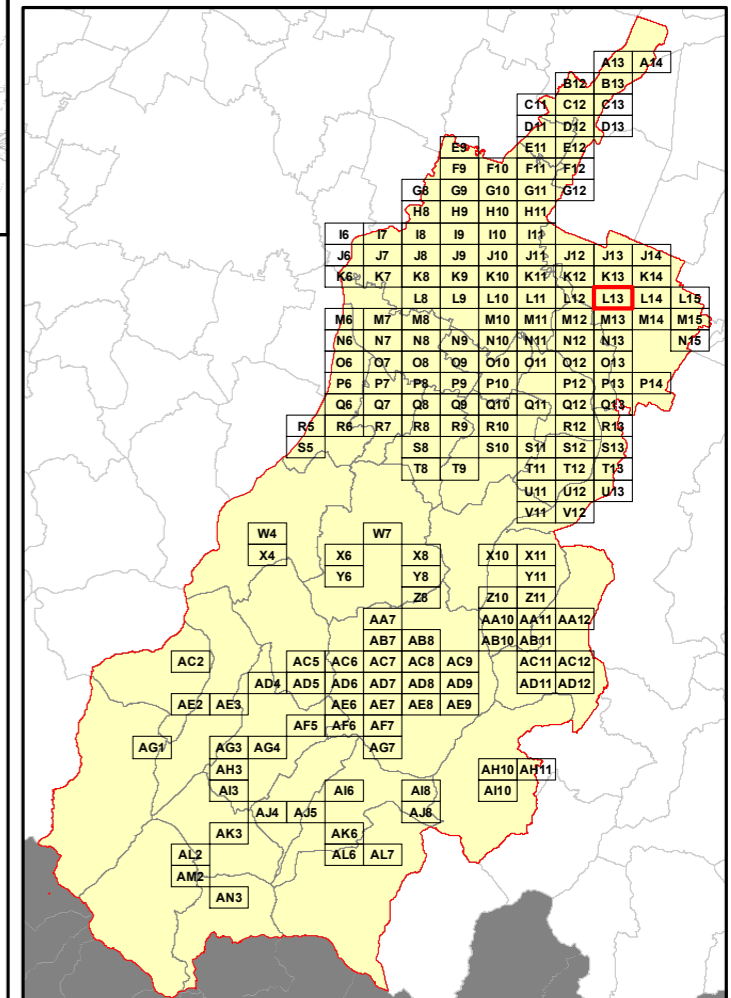 A13 A14
B12 B13
C11 C12 C13
D11 D12 D13
E9 E11 E12
F9 F10 F11 F12
G8 G9 G10 G11 G12
H8 H9 H10 H11
I6 I7 I8 I9 I10 I11
J6 J7 J8 J9 J10 J11 J12 J13 J14
K6 K7 K8 K9 K10 K11 K12 K13 K14
L8 L9 L10 L11 L12 L13 L14 L15
M6 M7 M8 M10 M11 M12 M13 M14 M15
N6 N7 N8 N9 N10 N11 N12 N13 N15
O6 O7 O8 O9 O10 O11 O12 O13
P6 P7 P8 P9 P10 P12 P13 P14
Q6 Q7 Q8 Q9 Q10 Q11 Q12 Q13
R5 R6 R7 R8 R9 R10 R12 R13
S5 S8 S10 S11 S12 S13
T8 T9 T11 T12 T13
U11 U12 U13
V11 V12
W4 W7
X4 X6 X8 X10 X11
Y6 Y8 Y11
Z8 Z10 Z11
AA7 AA10 AA11 AA12
AB7 AB8 AB10 AB11
AC2 AC5 AC6 AC7 AC8 AC9 AC11 AC12
AD4 AD5 AD6 AD7 AD8 AD9 AD11 AD12
AE2 AE3 AE6 AE7 AE8 AE9
AF5 AF6 AF7
AG1 AG3 AG4 AG7
AH3 AH10 AH11
AI3 AI6 AI8 AI10
AJ4 AJ5 AJ8
AK3 AK6
AL2 AL6 AL7
AM2
AN3